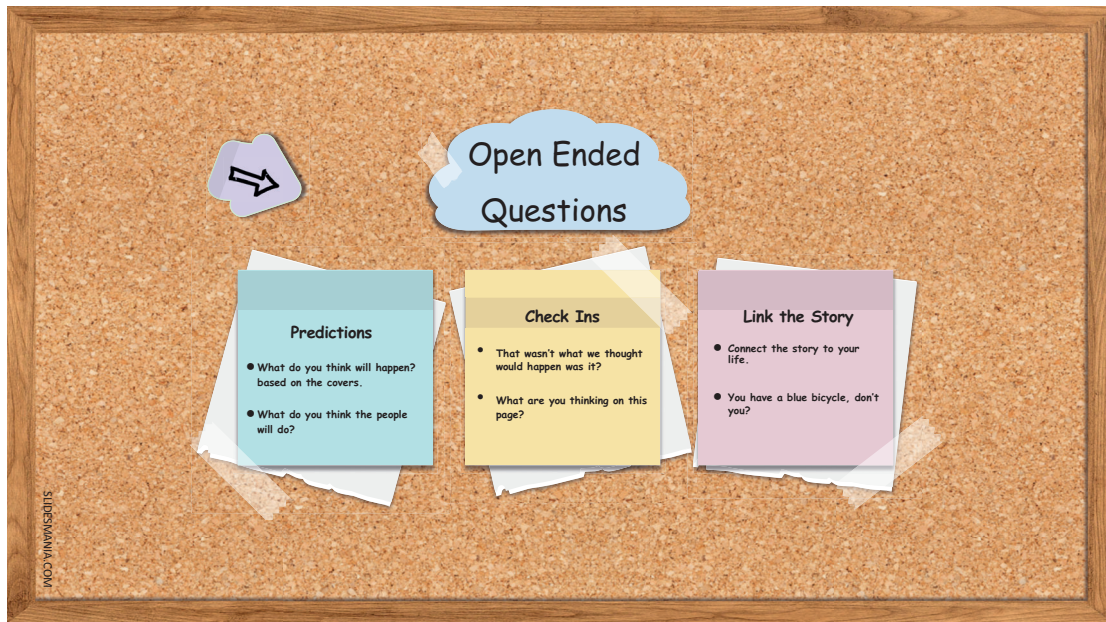 Open Ended
Questions
Predictions
● What do you think will happen?
based on the covers.
● What do you think the people
will do?
Check Ins
• That wasn't what we thought
would happen was it?
• What are you thinking on this
page?
Link the Story
● Connect the story to your
life.
● You have a blue bicycle, don't
you?
SLIDESMANIA.COM